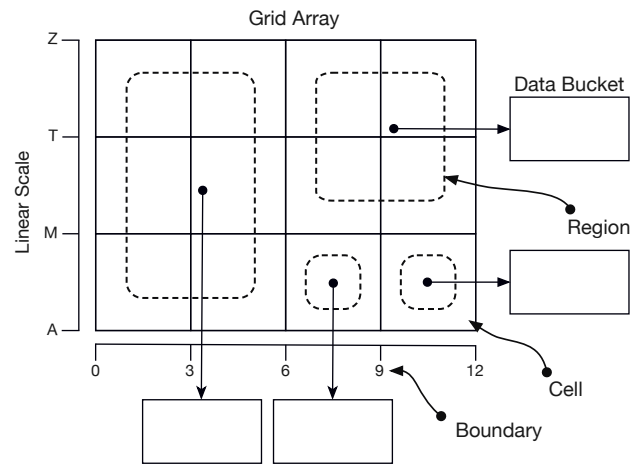 Grid Array
Z
Data Bucket
T
Linear Scale
Region
M
A
0 3 6 9 12
Cell
Boundary